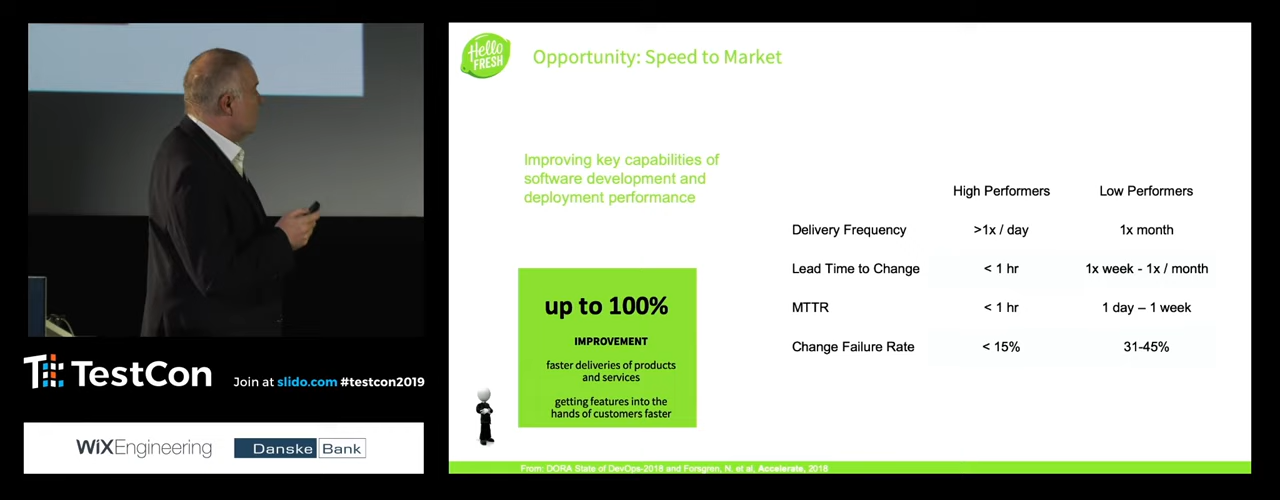 Hello
FRESH
Opportunity: Speed to Market
Improving key capabilities of
software development and
deployment performance
High Performers Low Performers
Delivery Frequency >1x / day 1x month
Lead Time to Change < 1 hr 1x week - 1x / month
MTTR < 1 hr 1 day – 1 week
Change Failure Rate < 15% 31-45%
up to 100%
IMPROVEMENT
faster deliveries of products
and services
getting features into the
hands of customers faster
From: DORA State of DevOps-2018 and Forsgren, N. et al. Accelerate. 2018
TestCon Join at slido.com #testcon2019
WiXEngineering Danske Bank